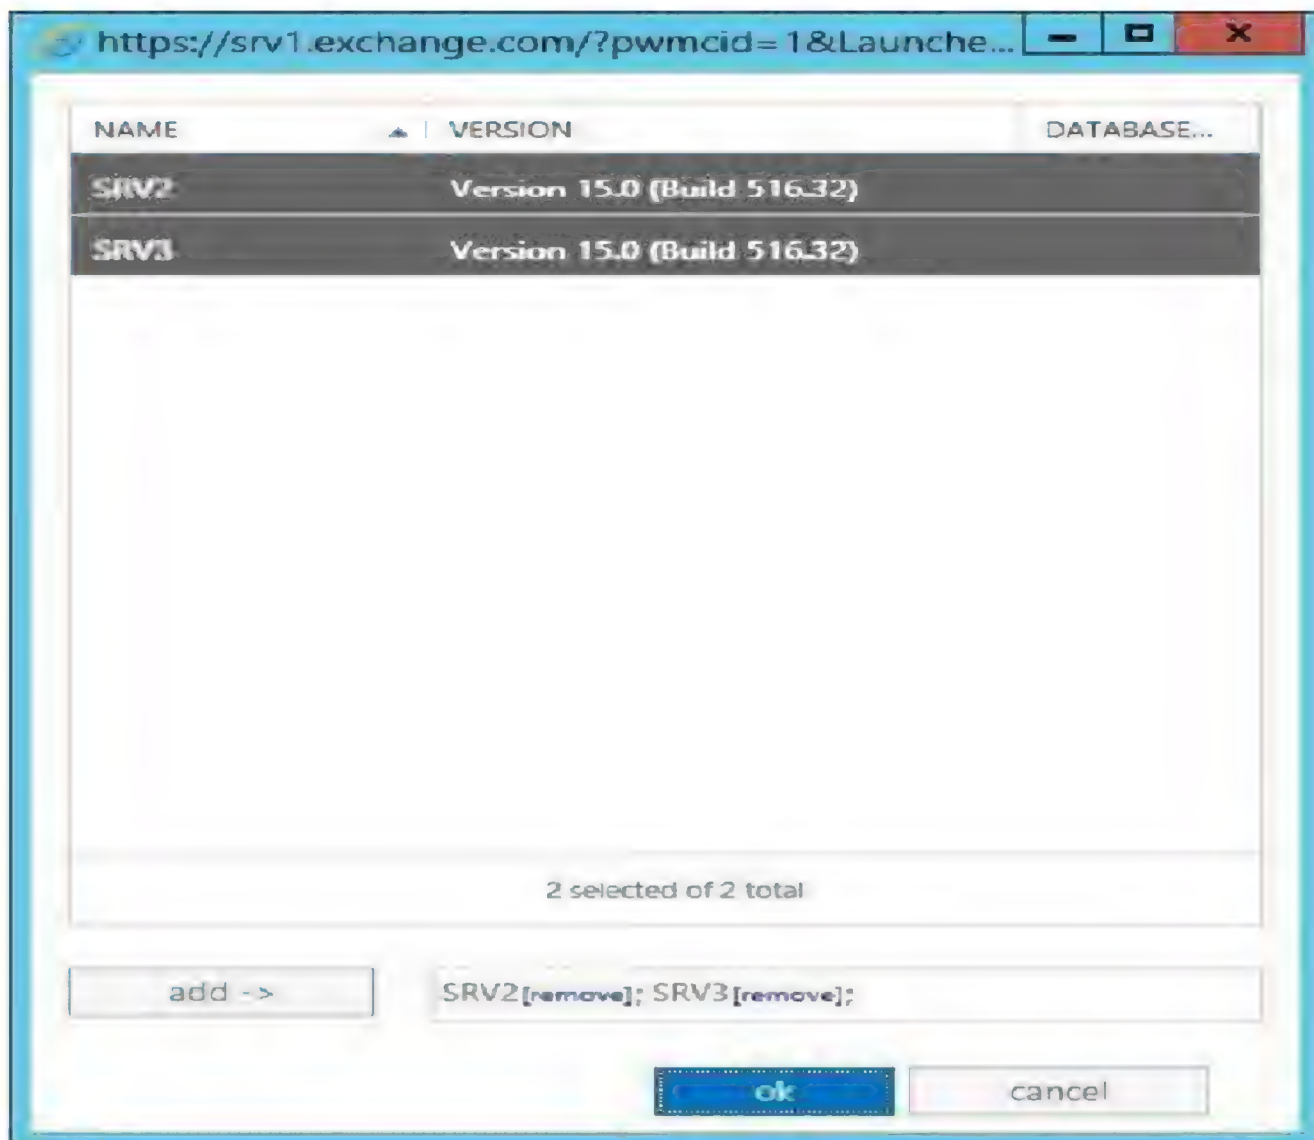 https://srv1.exchange.com/?pwmcid=1&Launche...
NAME VERSION DATABASE...
SRV2 Version 15.0 (Build 516.32)
SRV3 Version 15.0 (Build 516.32)
2 selected of 2 total
add -> SRV2[remove]; SRV3[remove];
ok cancel